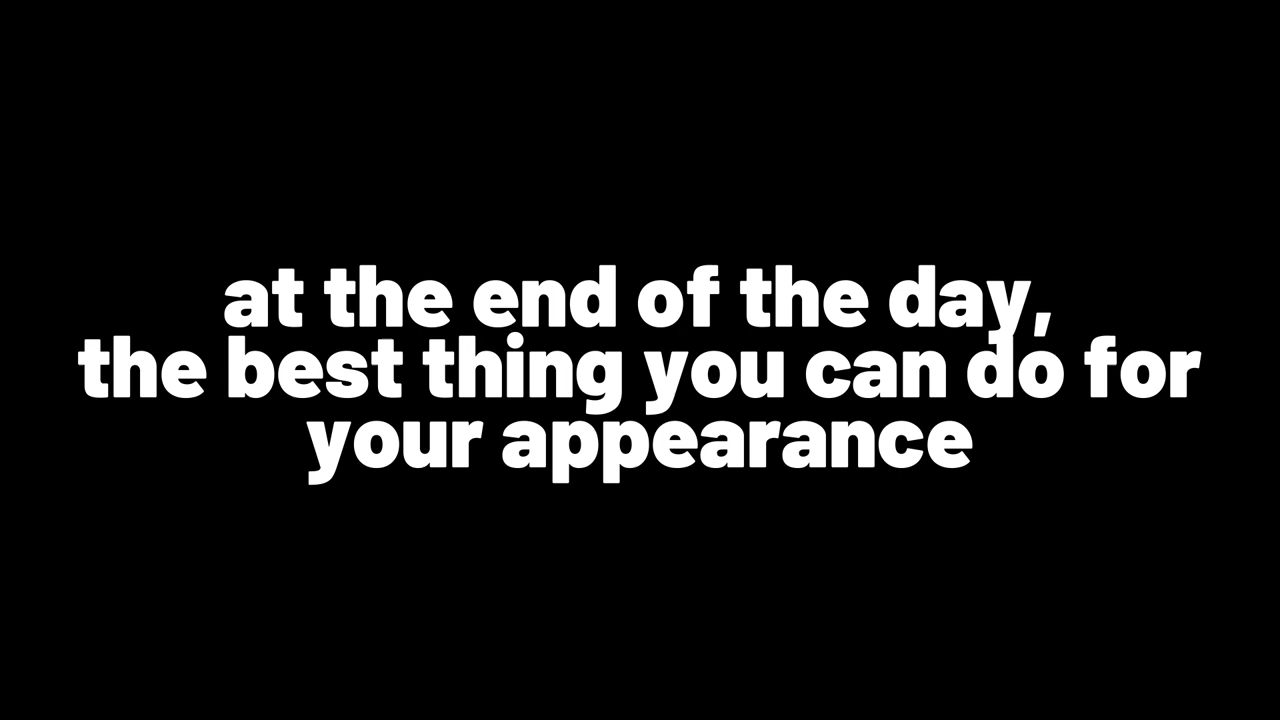 at the end of the day,
the best thing you can do for
your appearance